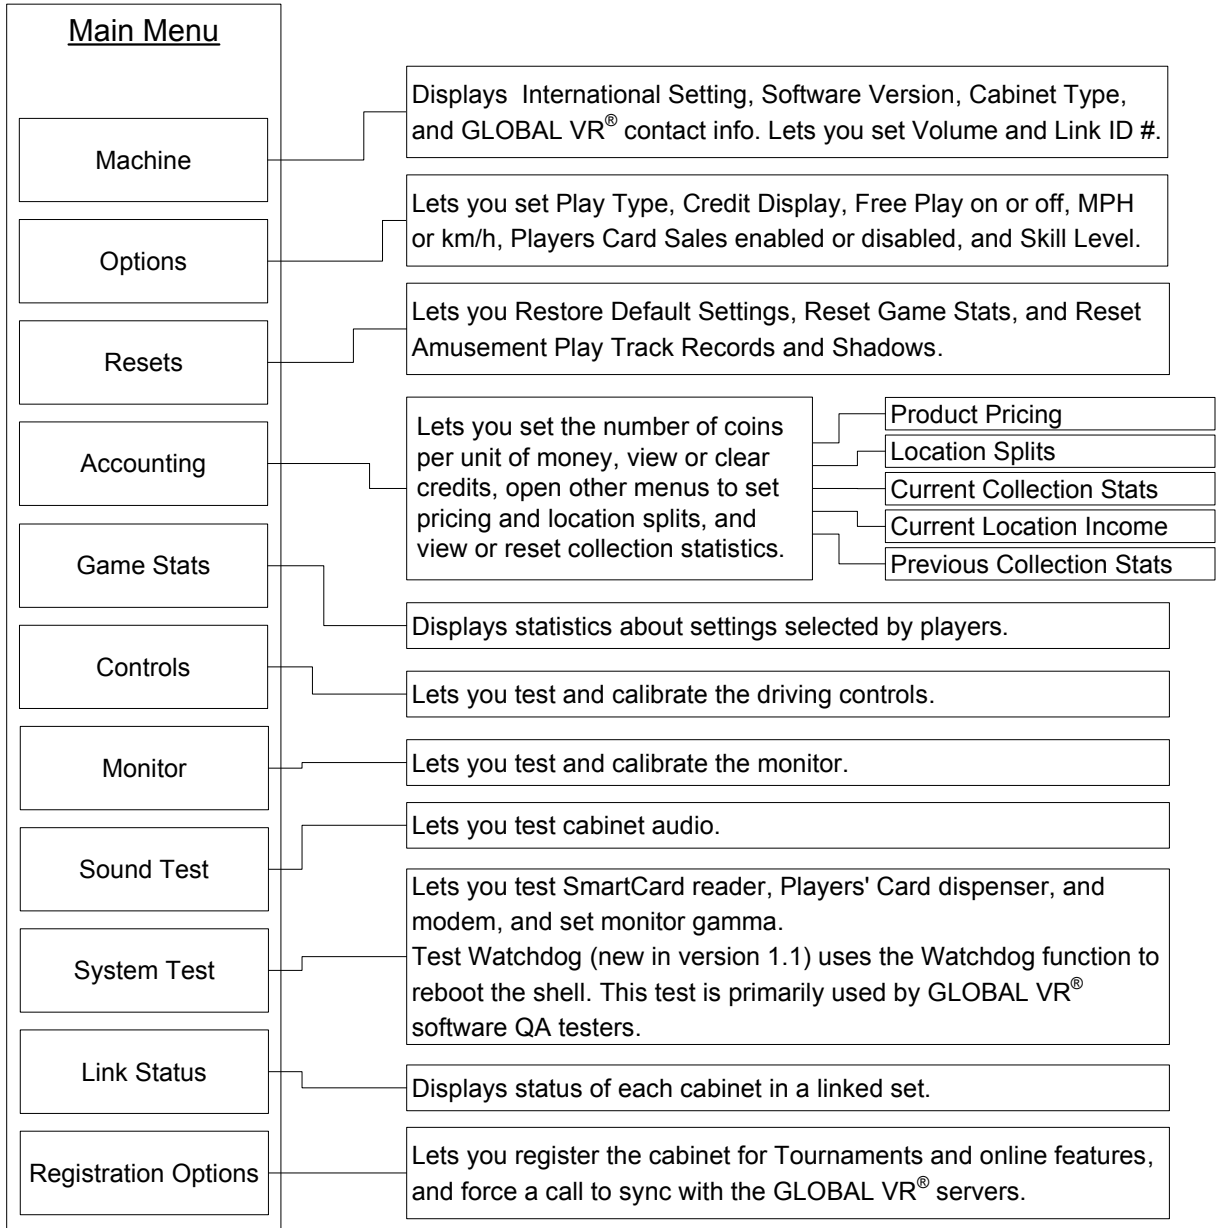 Main Menu
Machine
Displays  International Setting, Software Version, Cabinet Type,
and GLOBAL VR® contact info. Lets you set Volume and Link ID #.
Options
Lets you set Play Type, Credit Display, Free Play on or off, MPH
or km/h, Players Card Sales enabled or disabled, and Skill Level.
Resets
Lets you Restore Default Settings, Reset Game Stats, and Reset
Amusement Play Track Records and Shadows.
Accounting
Lets you set the number of coins
per unit of money, view or clear
credits, open other menus to set
pricing and location splits, and
view or reset collection statistics.
Product Pricing
Location Splits
Current Collection Stats
Current Location Income
Previous Collection Stats
Game Stats
Displays statistics about settings selected by players.
Controls
Lets you test and calibrate the driving controls.
Monitor
Lets you test and calibrate the monitor.
Sound Test
Lets you test cabinet audio.
System Test
Lets you test SmartCard reader, Players' Card dispenser, and
modem, and set monitor gamma.
Test Watchdog (new in version 1.1) uses the Watchdog function to
reboot the shell. This test is primarily used by GLOBAL VR®
software QA testers.
Link Status
Displays status of each cabinet in a linked set.
Registration Options
Lets you register the cabinet for Tournaments and online features,
and force a call to sync with the GLOBAL VR® servers.